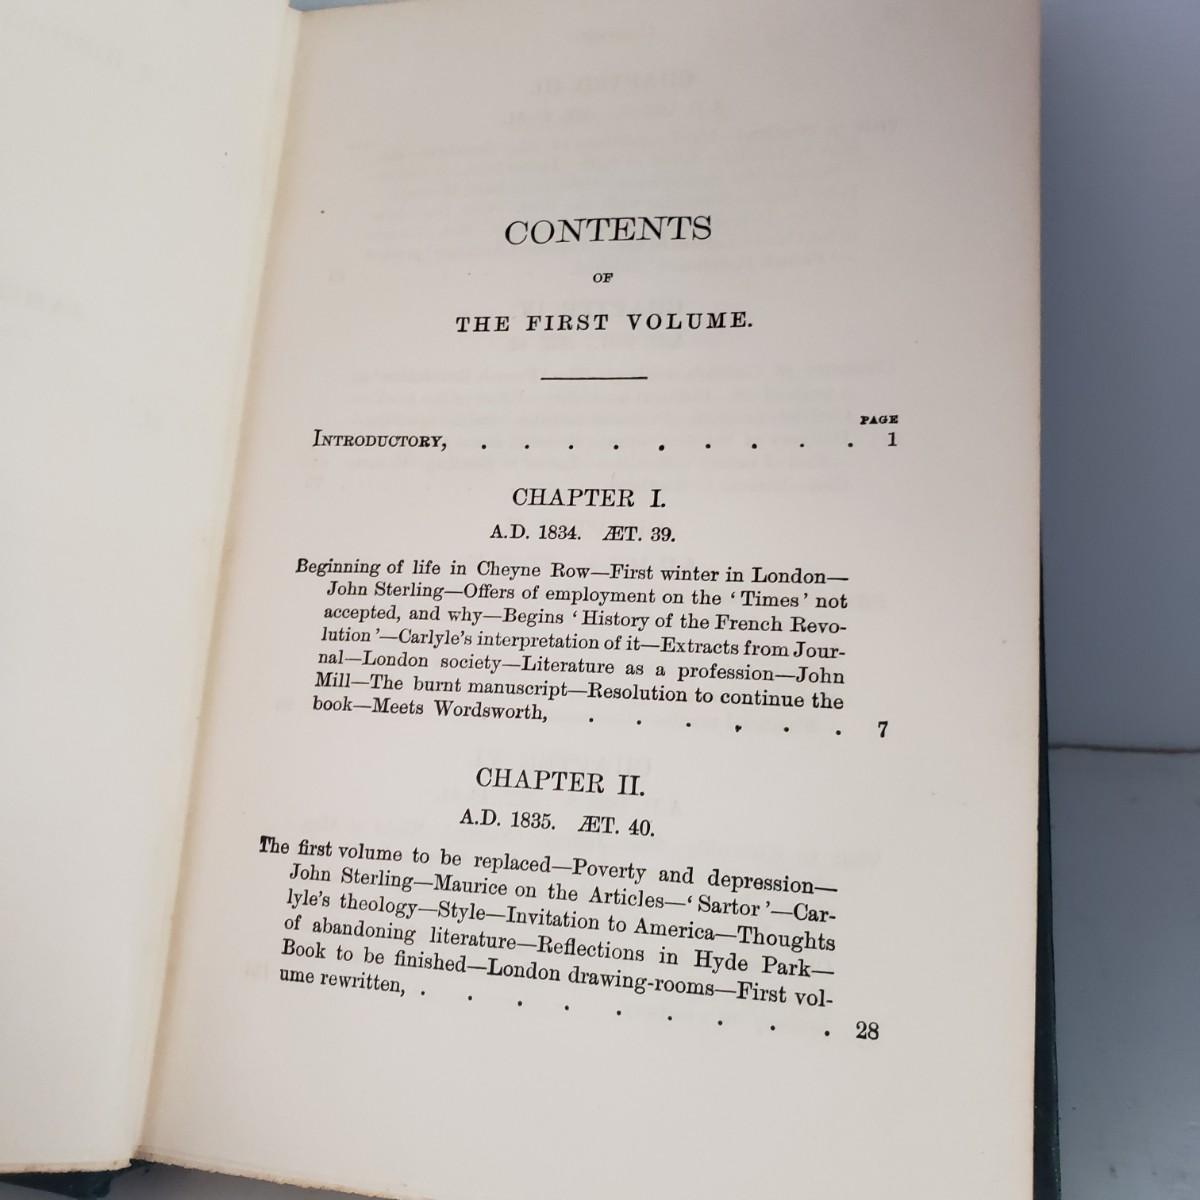 CONTENTS
OF
THE FIRST VOLUME.
PAGE
INTRODUCTORY, . . . . . . . . . 1
CHAPTER I.
A.D. 1834. ÆT. 39.
Beginning of life in Cheyne Row—First winter in London—
John Sterling—Offers of employment on the ‘Times’ not
accepted, and why—Begins ‘History of the French Revo-
lution’—Carlyle’s interpretation of it—Extracts from Jour-
nal—London society—Literature as a profession—John
Mill—The burnt manuscript—Resolution to continue the
book—Meets Wordsworth, . . . . . . 7
CHAPTER II.
A.D. 1835. ÆT. 40.
The first volume to be replaced—Poverty and depression—
John Sterling—Maurice on the Articles—‘Sartor’—Car-
lyle’s theology—Style—Invitation to America—Thoughts
of abandoning literature—Reflections in Hyde Park—
Book to be finished—London drawing-rooms—First vol-
ume rewritten, . . . . . . . . . 28